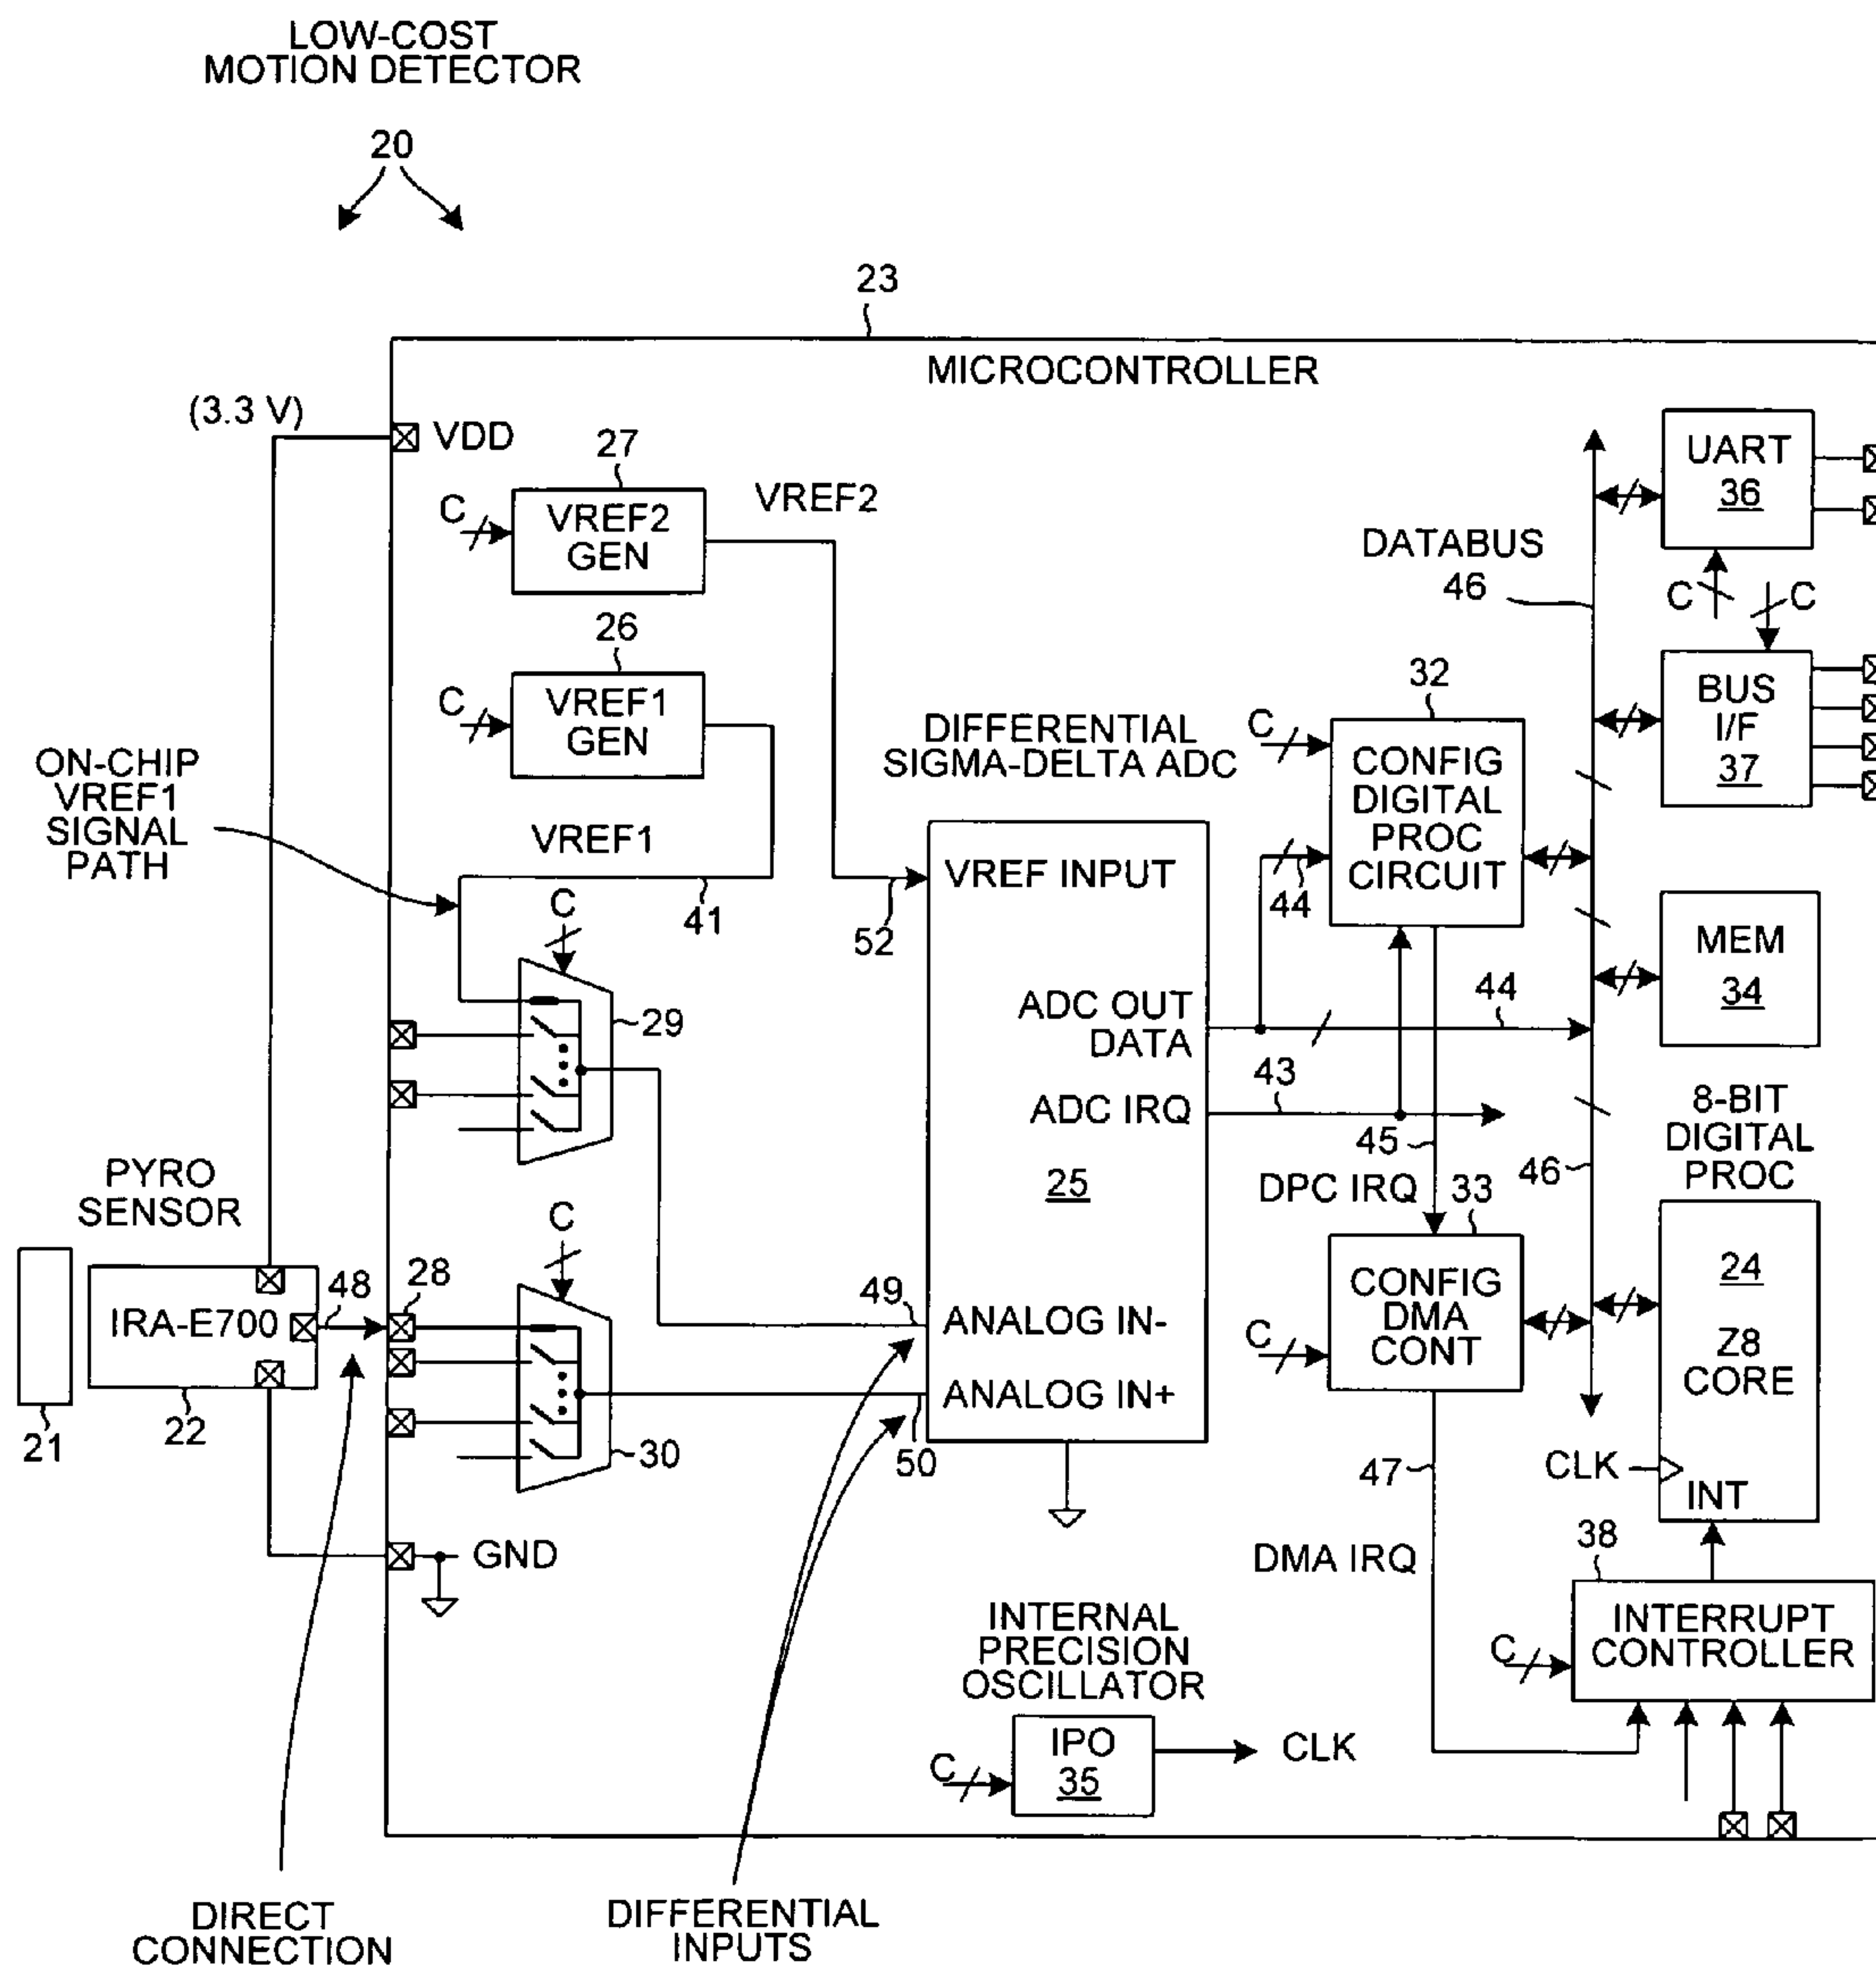 LOW-COST
MOTION DETECTOR
20
23
MICROCONTROLLER
(3.3 V)
VDD
27
C
VREF2
GEN
VREF2
26
C
VREF1
GEN
ON-CHIP
VREF1
SIGNAL
PATH
VREF1
41
C
29
52
DIFFERENTIAL
SIGMA-DELTA ADC
VREF INPUT
ADC OUT
DATA
ADC IRQ
25
ANALOG IN-
ANALOG IN+
49
50
44
43
32
C
CONFIG
DIGITAL
PROC
CIRCUIT
44
45
DPC IRQ
33
C
CONFIG
DMA
CONT
47
DMA IRQ
DATABUS
46
46
UART
36
C
C
BUS
I/F
37
MEM
34
8-BIT
DIGITAL
PROC
24
Z8
CORE
CLK
INT
38
C
INTERRUPT
CONTROLLER
PYRO
SENSOR
IRA-E700
48
28
21
22
C
30
GND
INTERNAL
PRECISION
OSCILLATOR
C
IPO
35
CLK
DIRECT
CONNECTION
DIFFERENTIAL
INPUTS